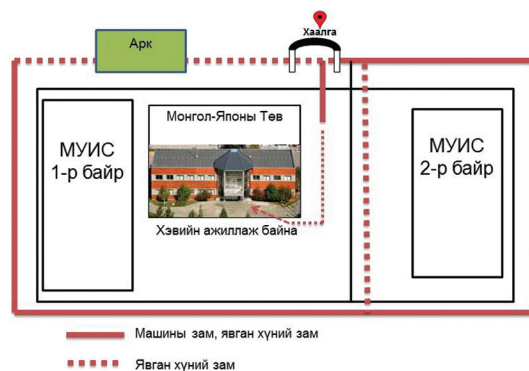 Хаалга
Арк
Монгол-Японы Төв
МУИС
1-р байр
МУИС
2-р байр
Хэвийн ажиллаж байна
Машины зам, явган хүний зам
Явган хүний зам